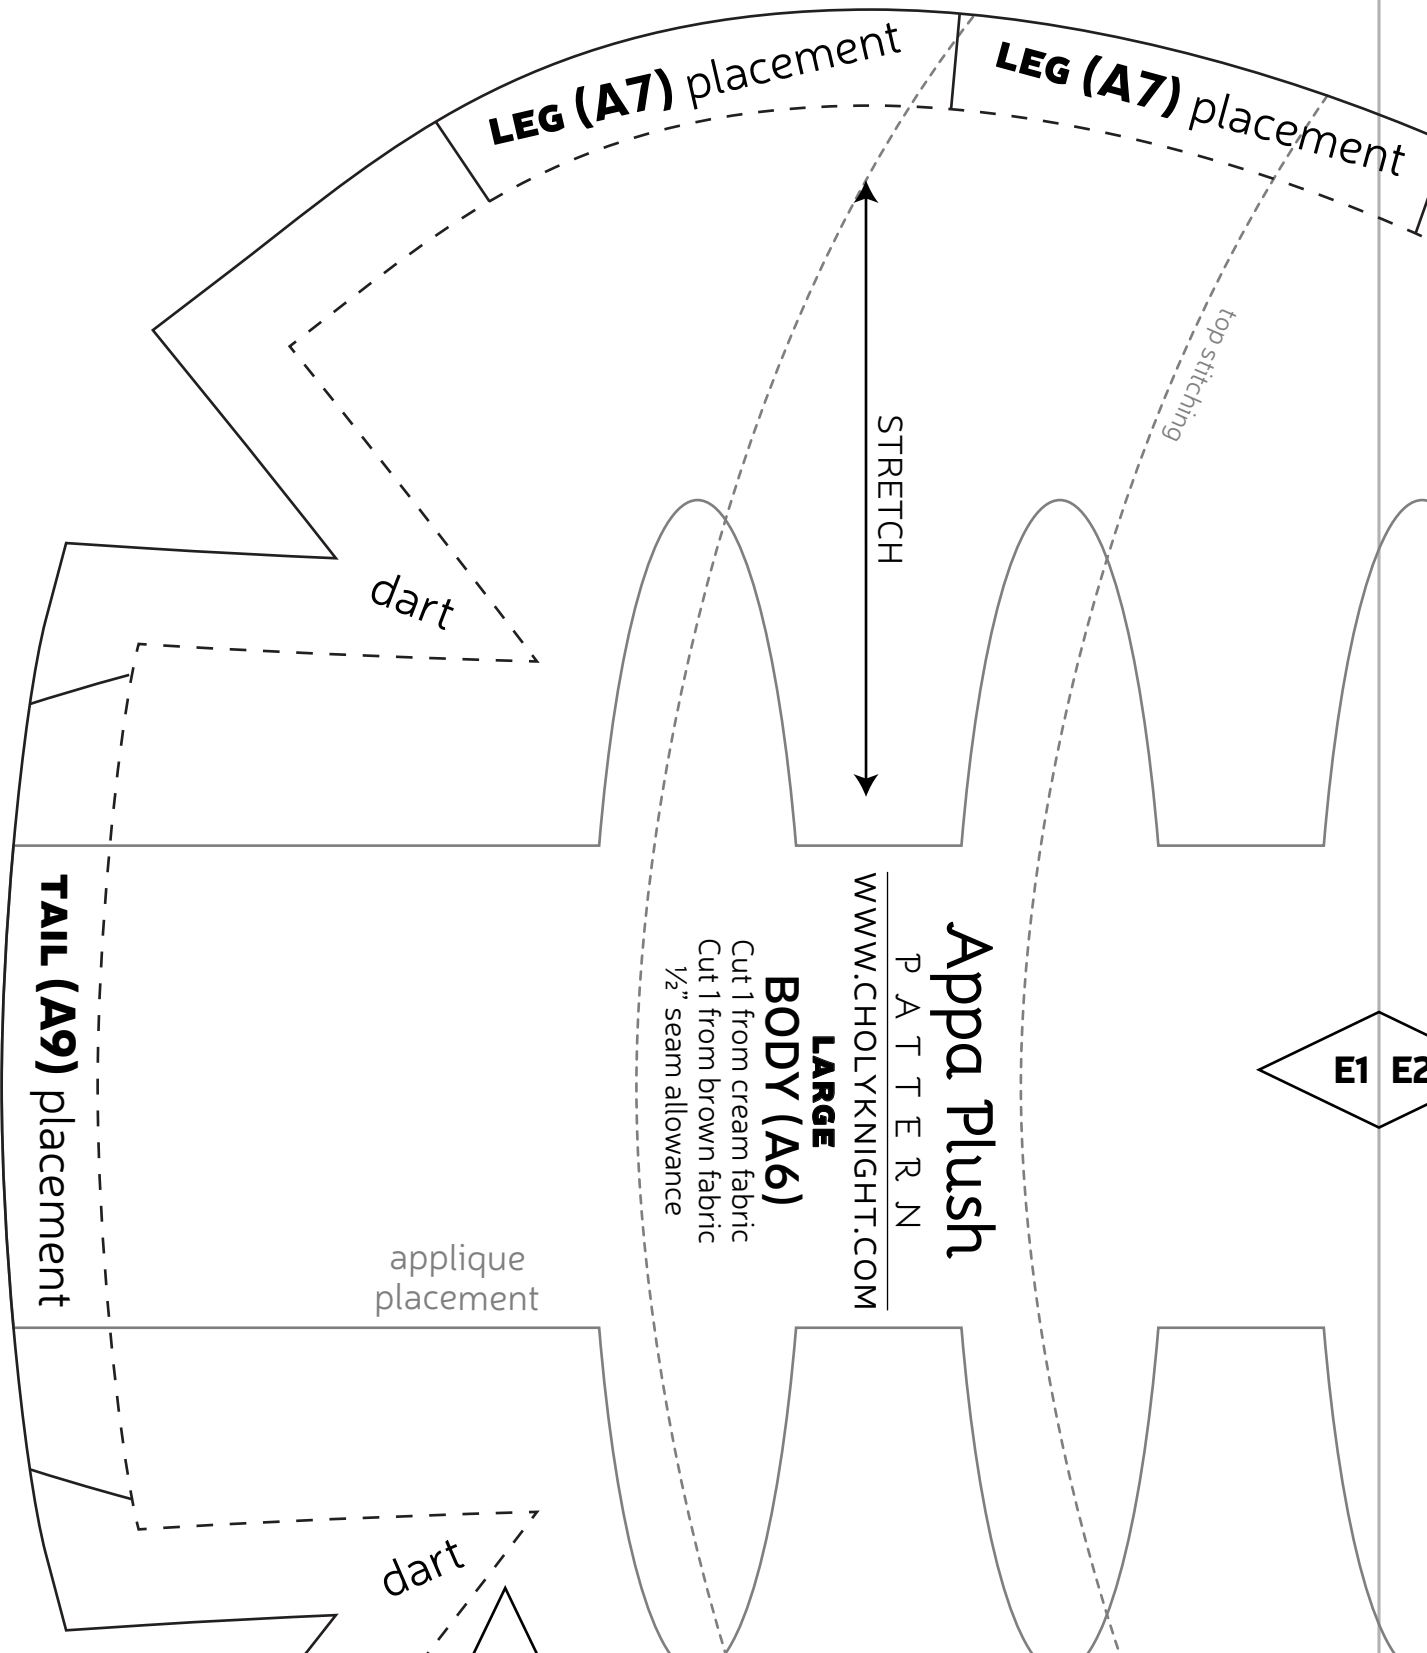 LEG (A7) placement
LEG (A7) placement
top stitching
STRETCH
dart
TAIL (A9) placement
Appa Plush
PATTERN
WWW.CHOLYKNIGHT.COM
LARGE
BODY (A6)
Cut 1 from cream fabric
Cut 1 from brown fabric
½” seam allowance
E1 E2
applique
placement
dart